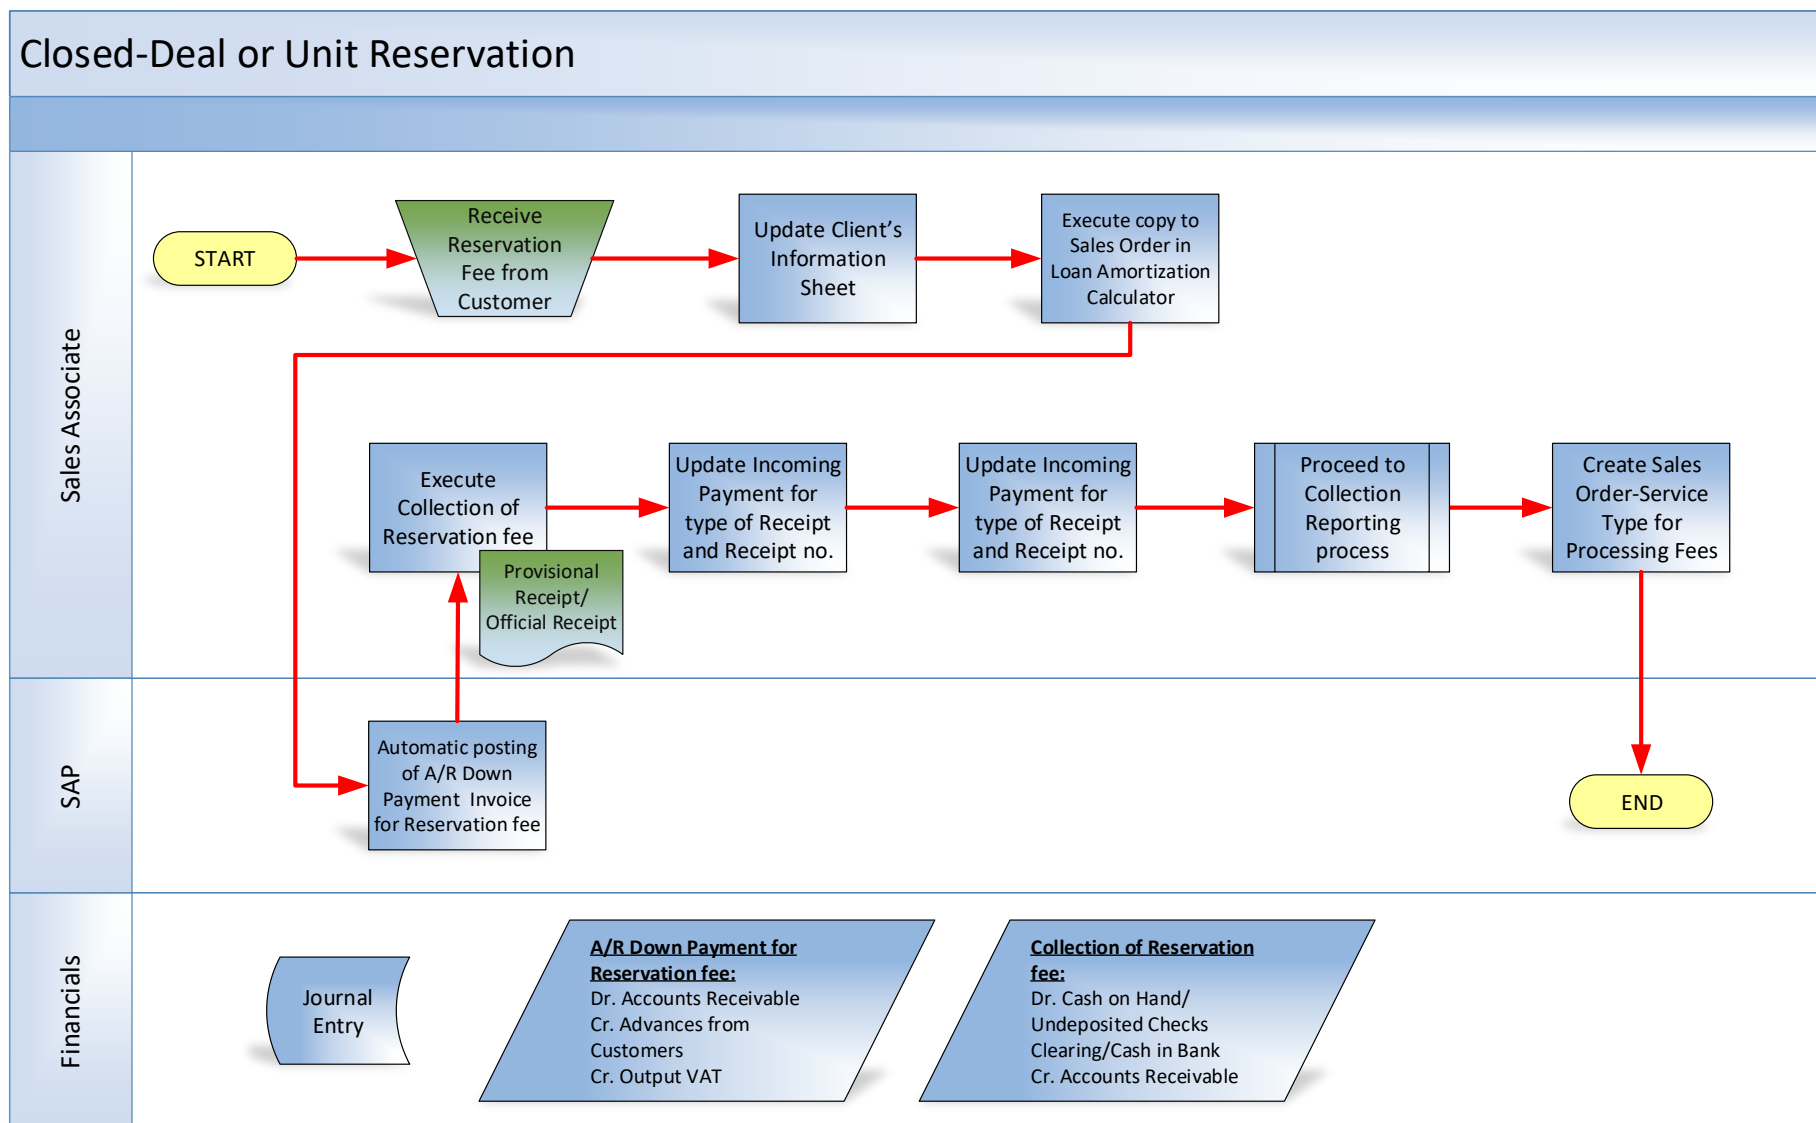 Closed-Deal or Unit Reservation
Sales Associate
START
Receive
Reservation
Fee from
Customer
Update Client's
Information
Sheet
Execute copy to
Sales Order in
Loan Amortization
Calculator
Execute
Collection of
Reservation fee
Provisional
Receipt/
Official Receipt
Update Incoming
Payment for
type of Receipt
and Receipt no.
Update Incoming
Payment for
type of Receipt
and Receipt no.
Proceed to
Collection
Reporting
process
Create Sales
Order-Service
Type for
Processing Fees
SAP
Automatic posting
of A/R Down
Payment  Invoice
for Reservation fee
END
Financials
Journal
Entry
A/R Down Payment for
Reservation fee:
Dr. Accounts Receivable
Cr. Advances from
Customers
Cr. Output VAT
Collection of Reservation
fee:
Dr. Cash on Hand/
Undeposited Checks
Clearing/Cash in Bank
Cr. Accounts Receivable